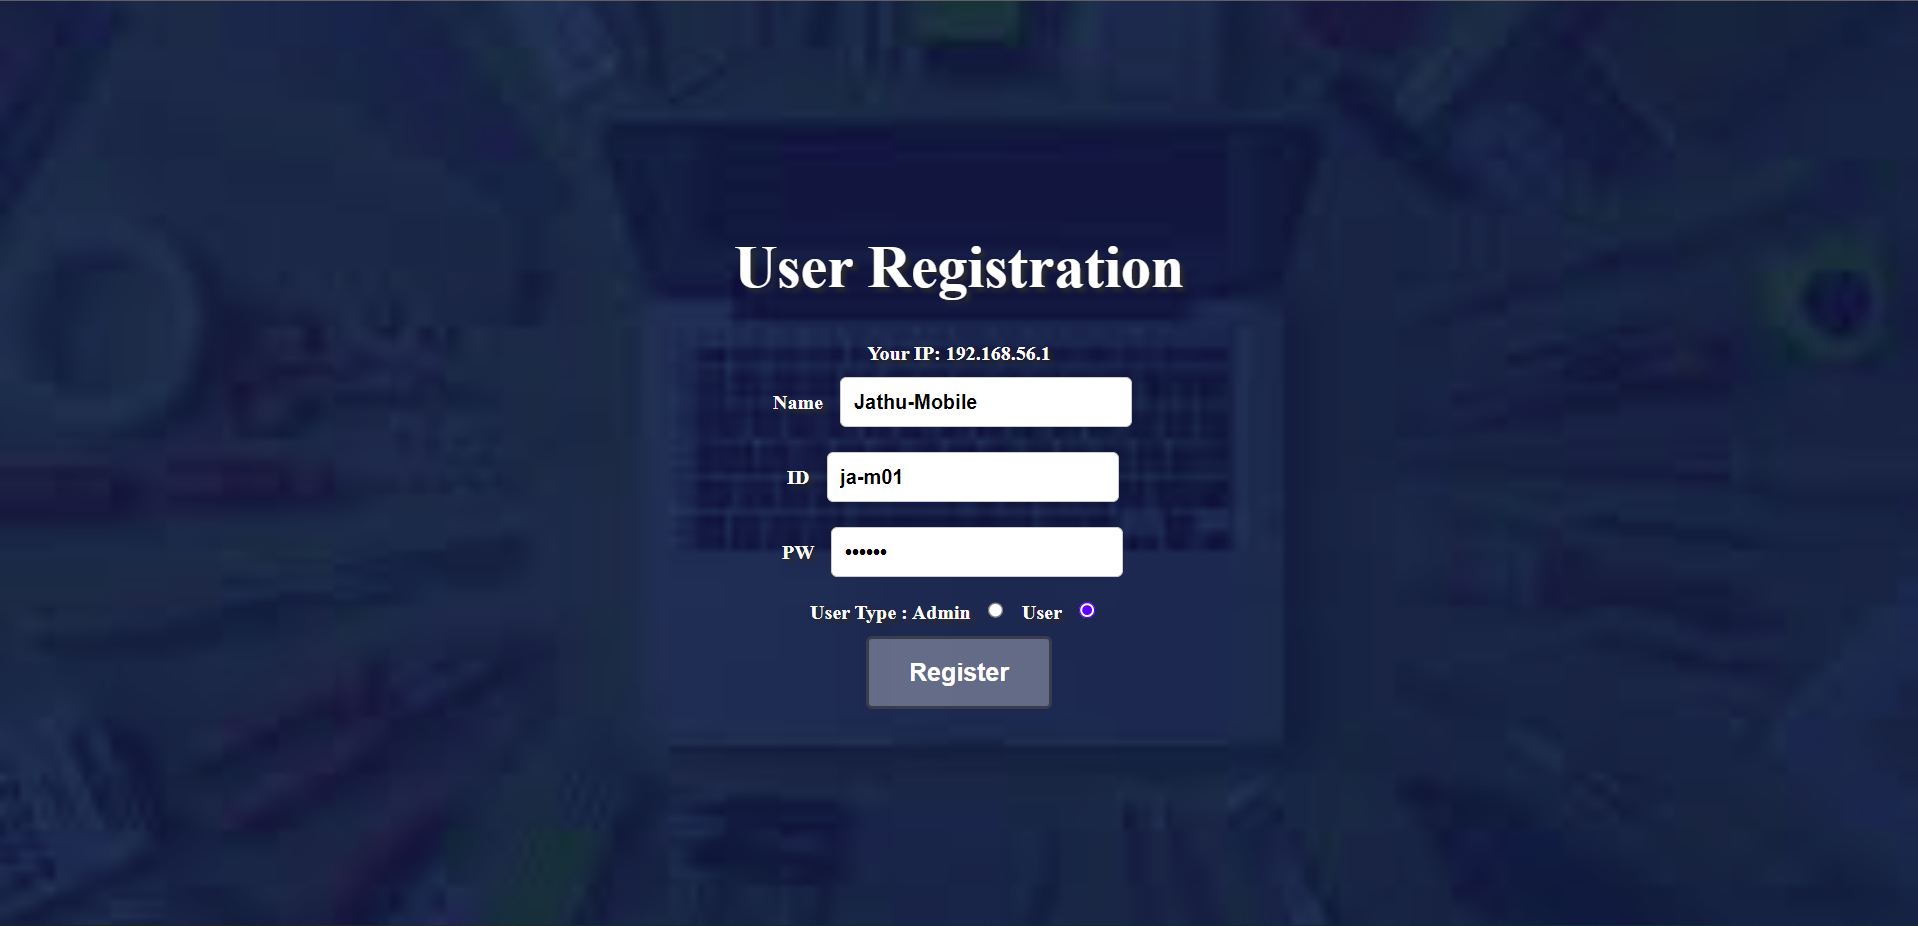 User Registration
Your IP: 192.168.56.1
Name Jathu-Mobile
ID ja-m01
PW ••••••
User Type : Admin User
Register